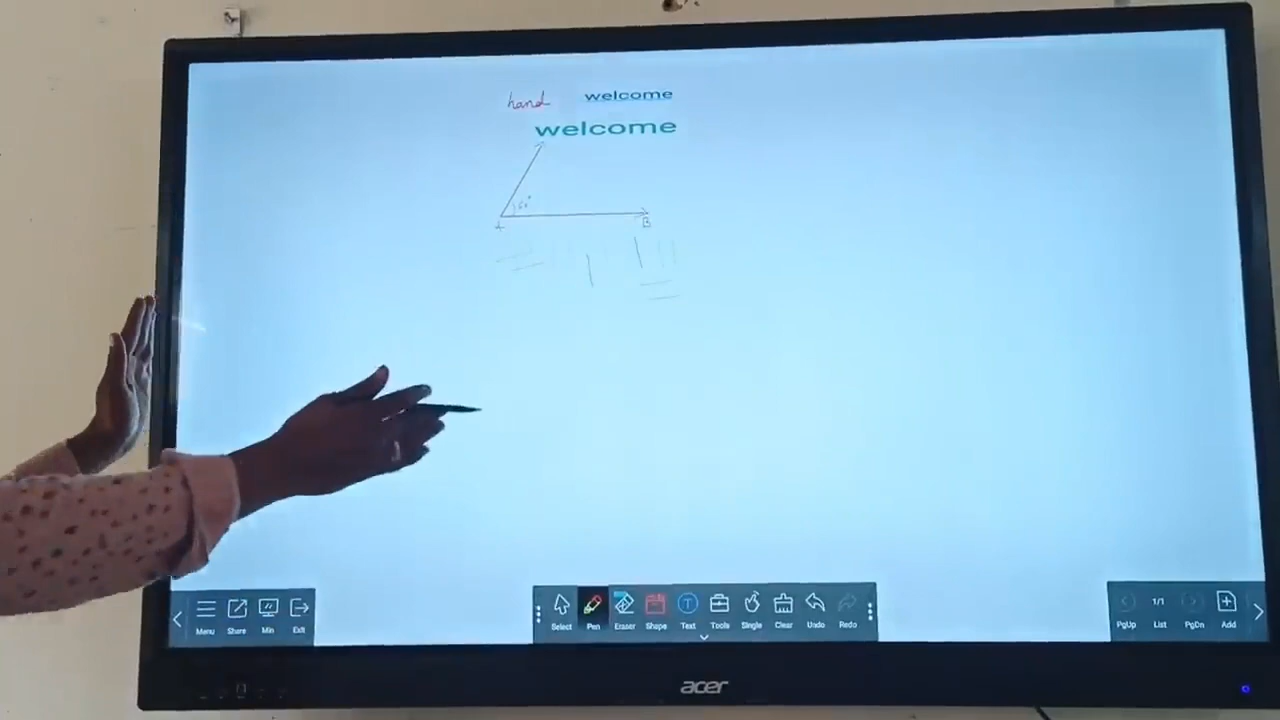 hand welcome
welcome
60°
A B
Menu Share Min Exit Select Pen Eraser Shape Text Tools Single Clear Undo Redo PgUp 1/1 List PgDn Add
acer